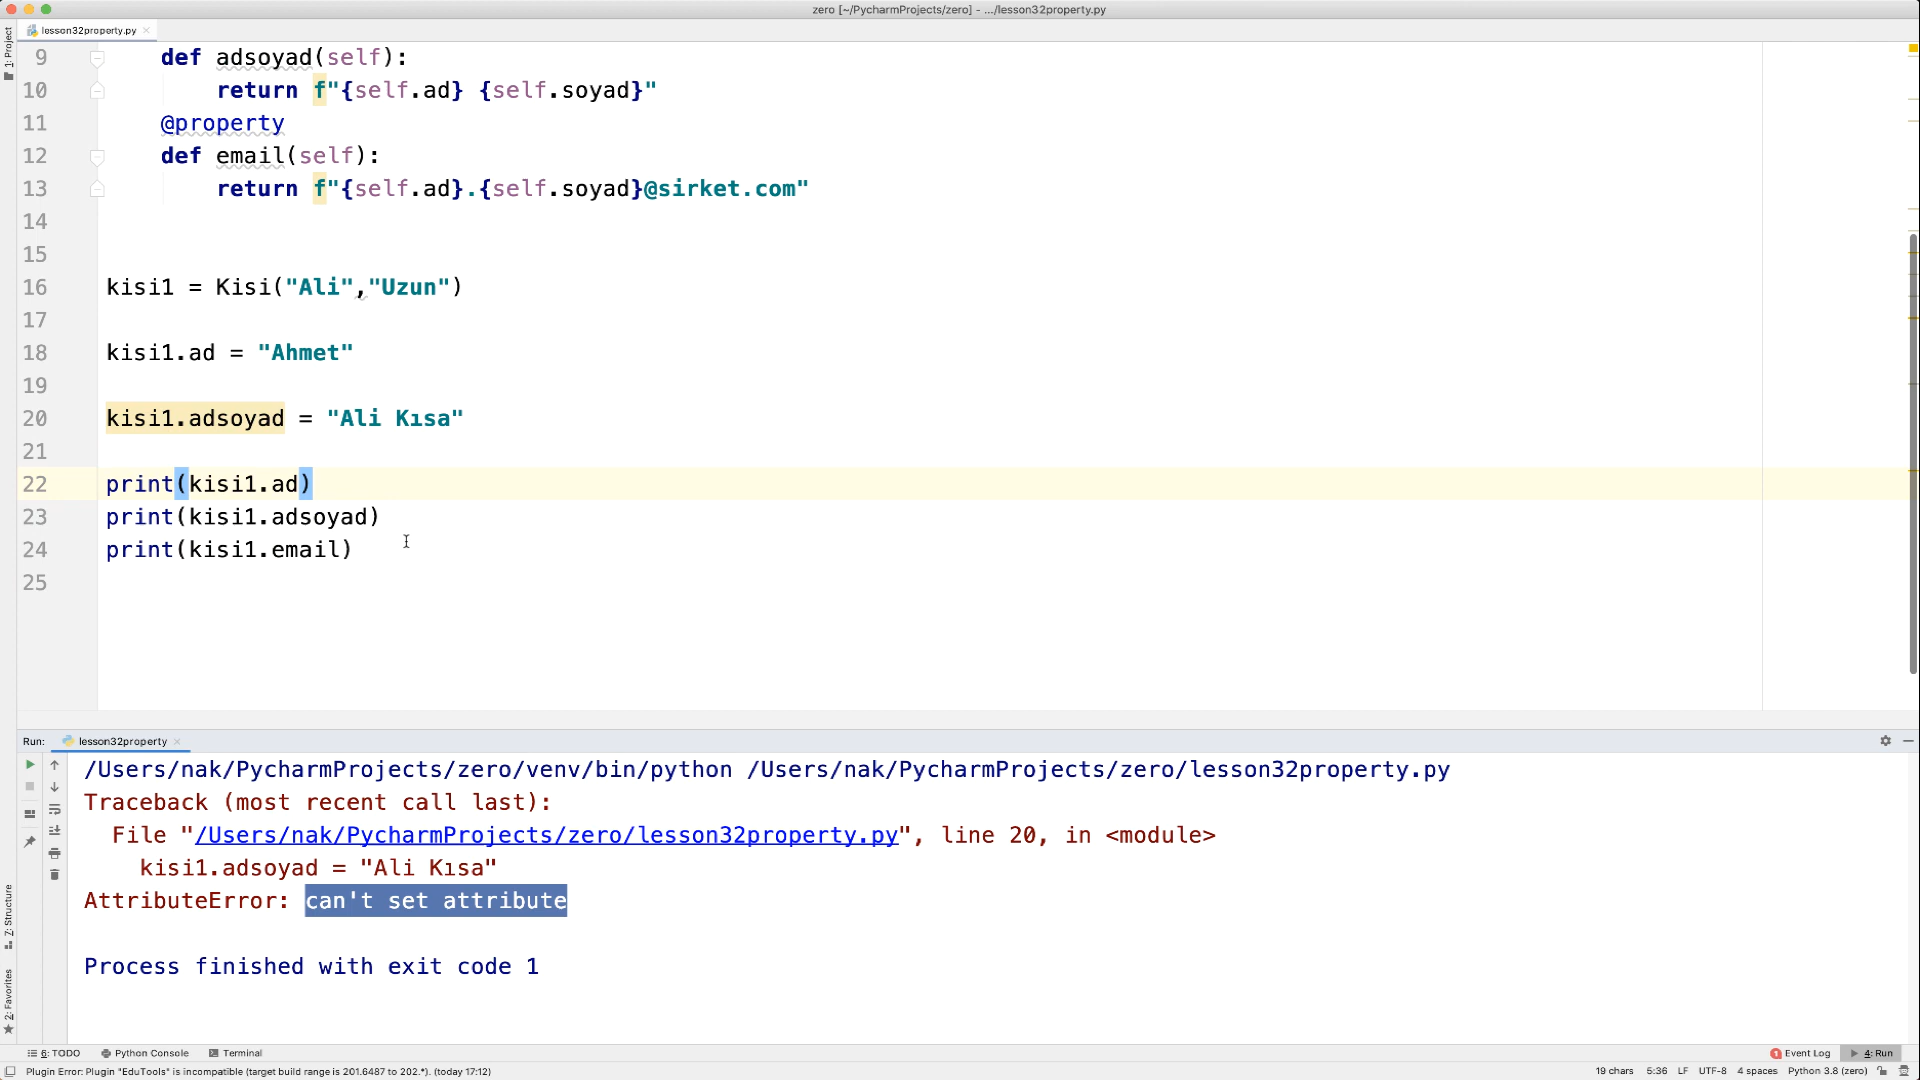 zero [~/PycharmProjects/zero] - .../lesson32property.py
lesson32property.py
1: Project
9 def adsoyad(self):
10 return f"{self.ad} {self.soyad}"
11 @property
12 def email(self):
13 return f"{self.ad}.{self.soyad}@sirket.com"
14
15
16 kisi1 = Kisi("Ali","Uzun")
17
18 kisi1.ad = "Ahmet"
19
20 kisi1.adsoyad = "Ali Kısa"
21
22 print(kisi1.ad)
23 print(kisi1.adsoyad)
24 print(kisi1.email)
25
Run: lesson32property
/Users/nak/PycharmProjects/zero/venv/bin/python /Users/nak/PycharmProjects/zero/lesson32property.py
Traceback (most recent call last):
File "/Users/nak/PycharmProjects/zero/lesson32property.py", line 20, in <module>
kisi1.adsoyad = "Ali Kısa"
AttributeError: can't set attribute
Process finished with exit code 1
7: Structure
2: Favorites
6: TODO Python Console Terminal
1 Event Log 4: Run
Plugin Error: Plugin "EduTools" is incompatible (target build range is 201.6487 to 202.*). (today 17:12)
19 chars 5:36 LF UTF-8 4 spaces Python 3.8 (zero)